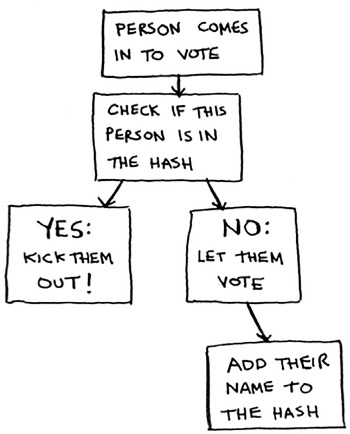 PERSON COMES
IN TO VOTE
CHECK IF THIS
PERSON IS IN
THE HASH
YES:
KICK THEM
OUT!
NO:
LET THEM
VOTE
ADD THEIR
NAME TO
THE HASH